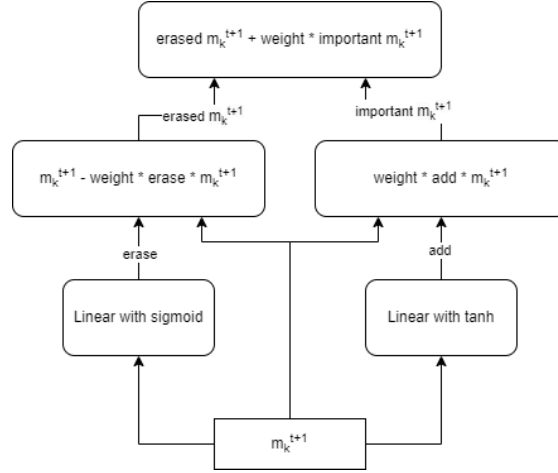 erased m_k^{t+1} + weight * important m_k^{t+1}
erased m_k^{t+1}
important m_k^{t+1}
m_k^{t+1} - weight * erase * m_k^{t+1}
weight * add * m_k^{t+1}
erase
add
Linear with sigmoid
Linear with tanh
m_k^{t+1}